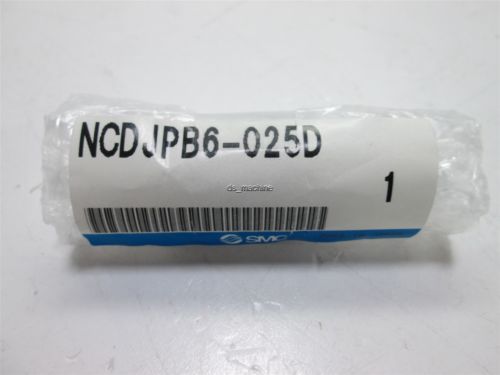 NCDJPB6-025D
ds_machine
1
SMC